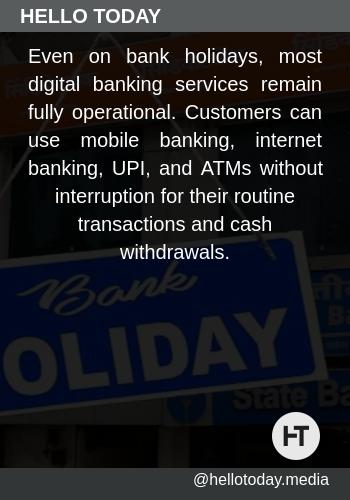 HELLO TODAY
Even on bank holidays, most
digital banking services remain
fully operational. Customers can
use mobile banking, internet
banking, UPI, and ATMs without
interruption for their routine
transactions and cash
withdrawals.
Bank
OLIDAY
State Ba
HT
@hellotoday.media